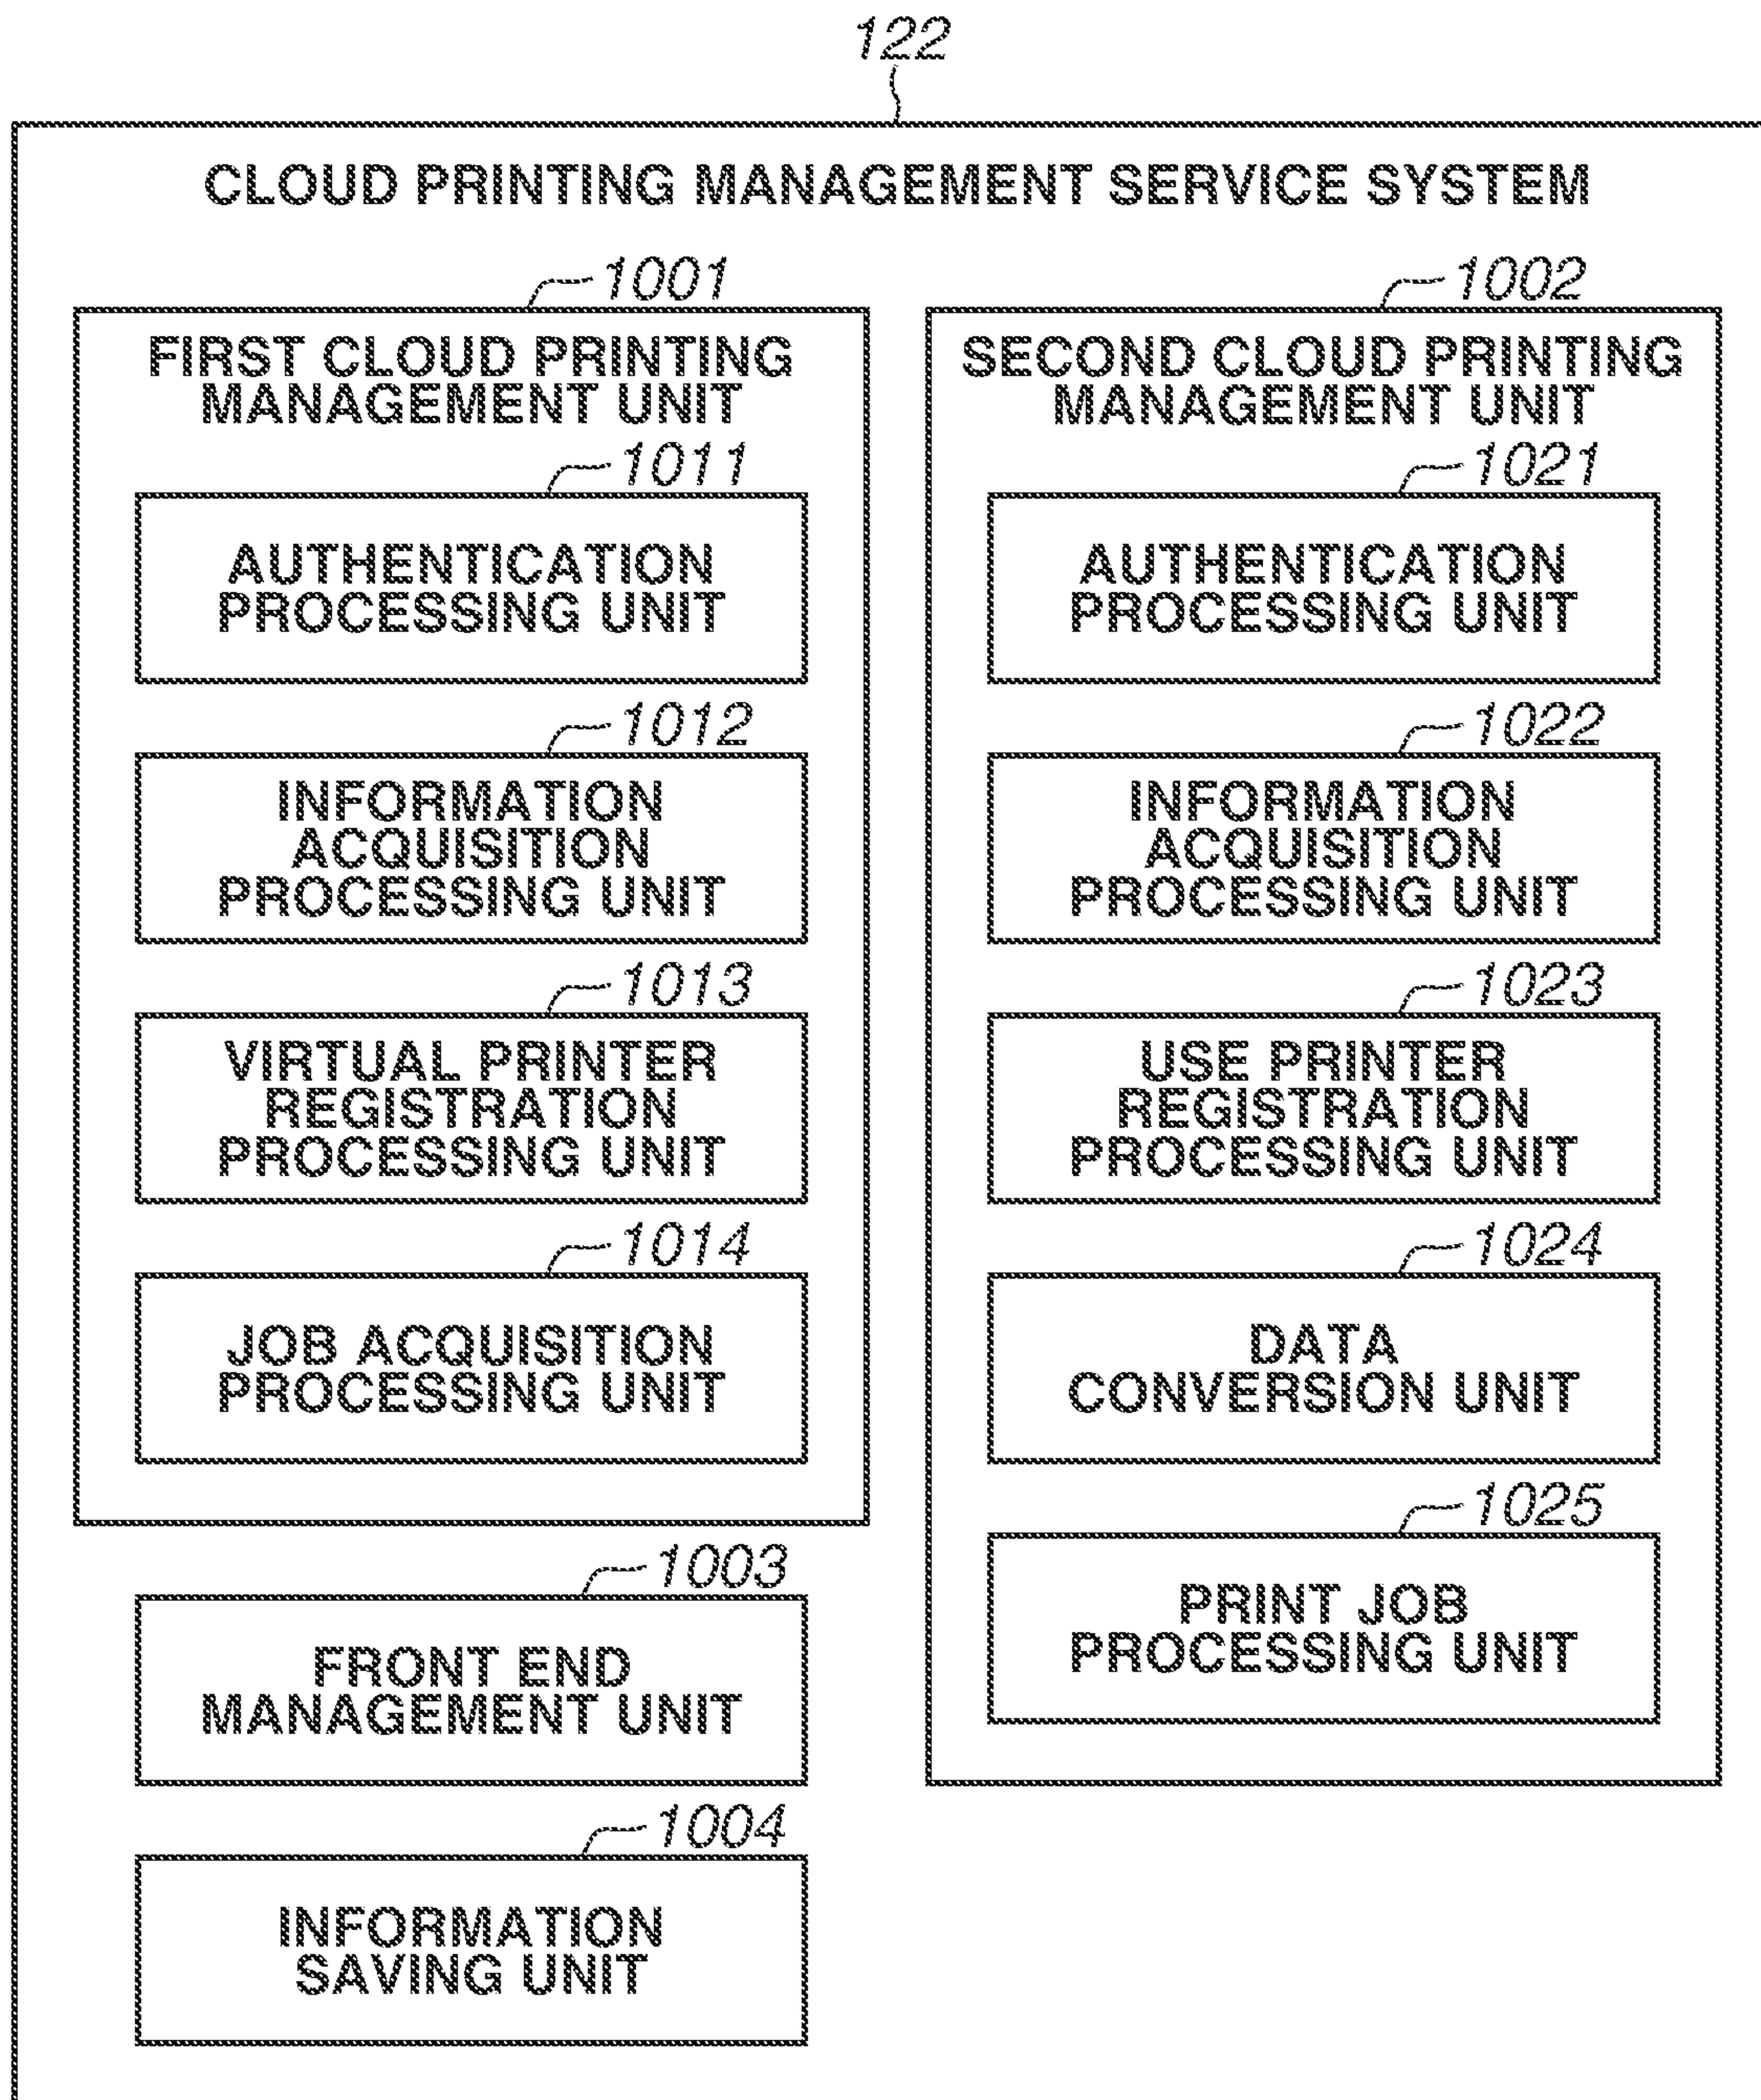 122
CLOUD PRINTING MANAGEMENT SERVICE SYSTEM
1001
FIRST CLOUD PRINTING
MANAGEMENT UNIT
1011
AUTHENTICATION
PROCESSING UNIT
1012
INFORMATION
ACQUISITION
PROCESSING UNIT
1013
VIRTUAL PRINTER
REGISTRATION
PROCESSING UNIT
1014
JOB ACQUISITION
PROCESSING UNIT
1003
FRONT END
MANAGEMENT UNIT
1004
INFORMATION
SAVING UNIT
1002
SECOND CLOUD PRINTING
MANAGEMENT UNIT
1021
AUTHENTICATION
PROCESSING UNIT
1022
INFORMATION
ACQUISITION
PROCESSING UNIT
1023
USE PRINTER
REGISTRATION
PROCESSING UNIT
1024
DATA
CONVERSION UNIT
1025
PRINT JOB
PROCESSING UNIT